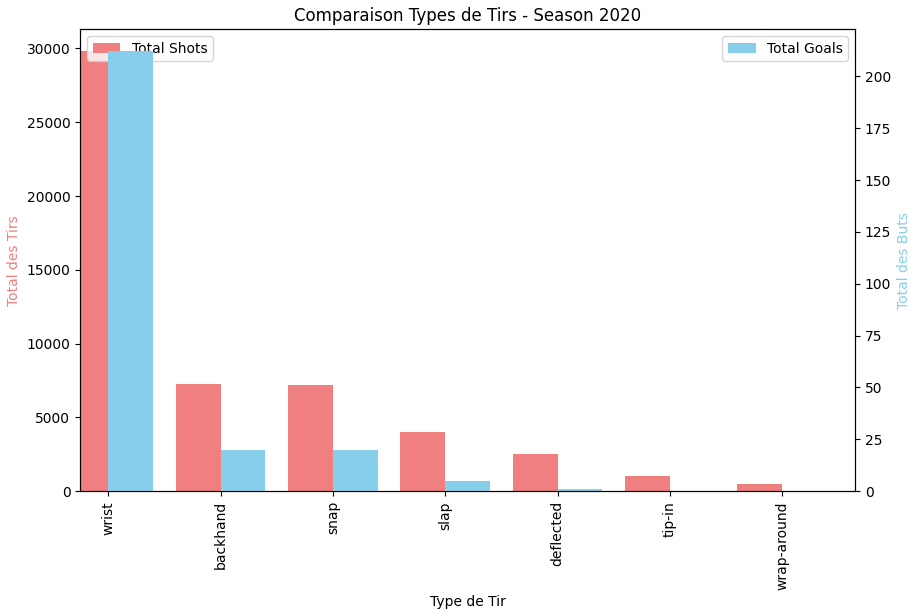 Comparaison Types de Tirs - Season 2020
Total Shots
Total Goals
Total des Tirs
30000
25000
20000
15000
10000
5000
0
200
175
150
125
100
75
50
25
0
Total des Buts
wrist
backhand
snap
slap
deflected
tip-in
wrap-around
Type de Tir